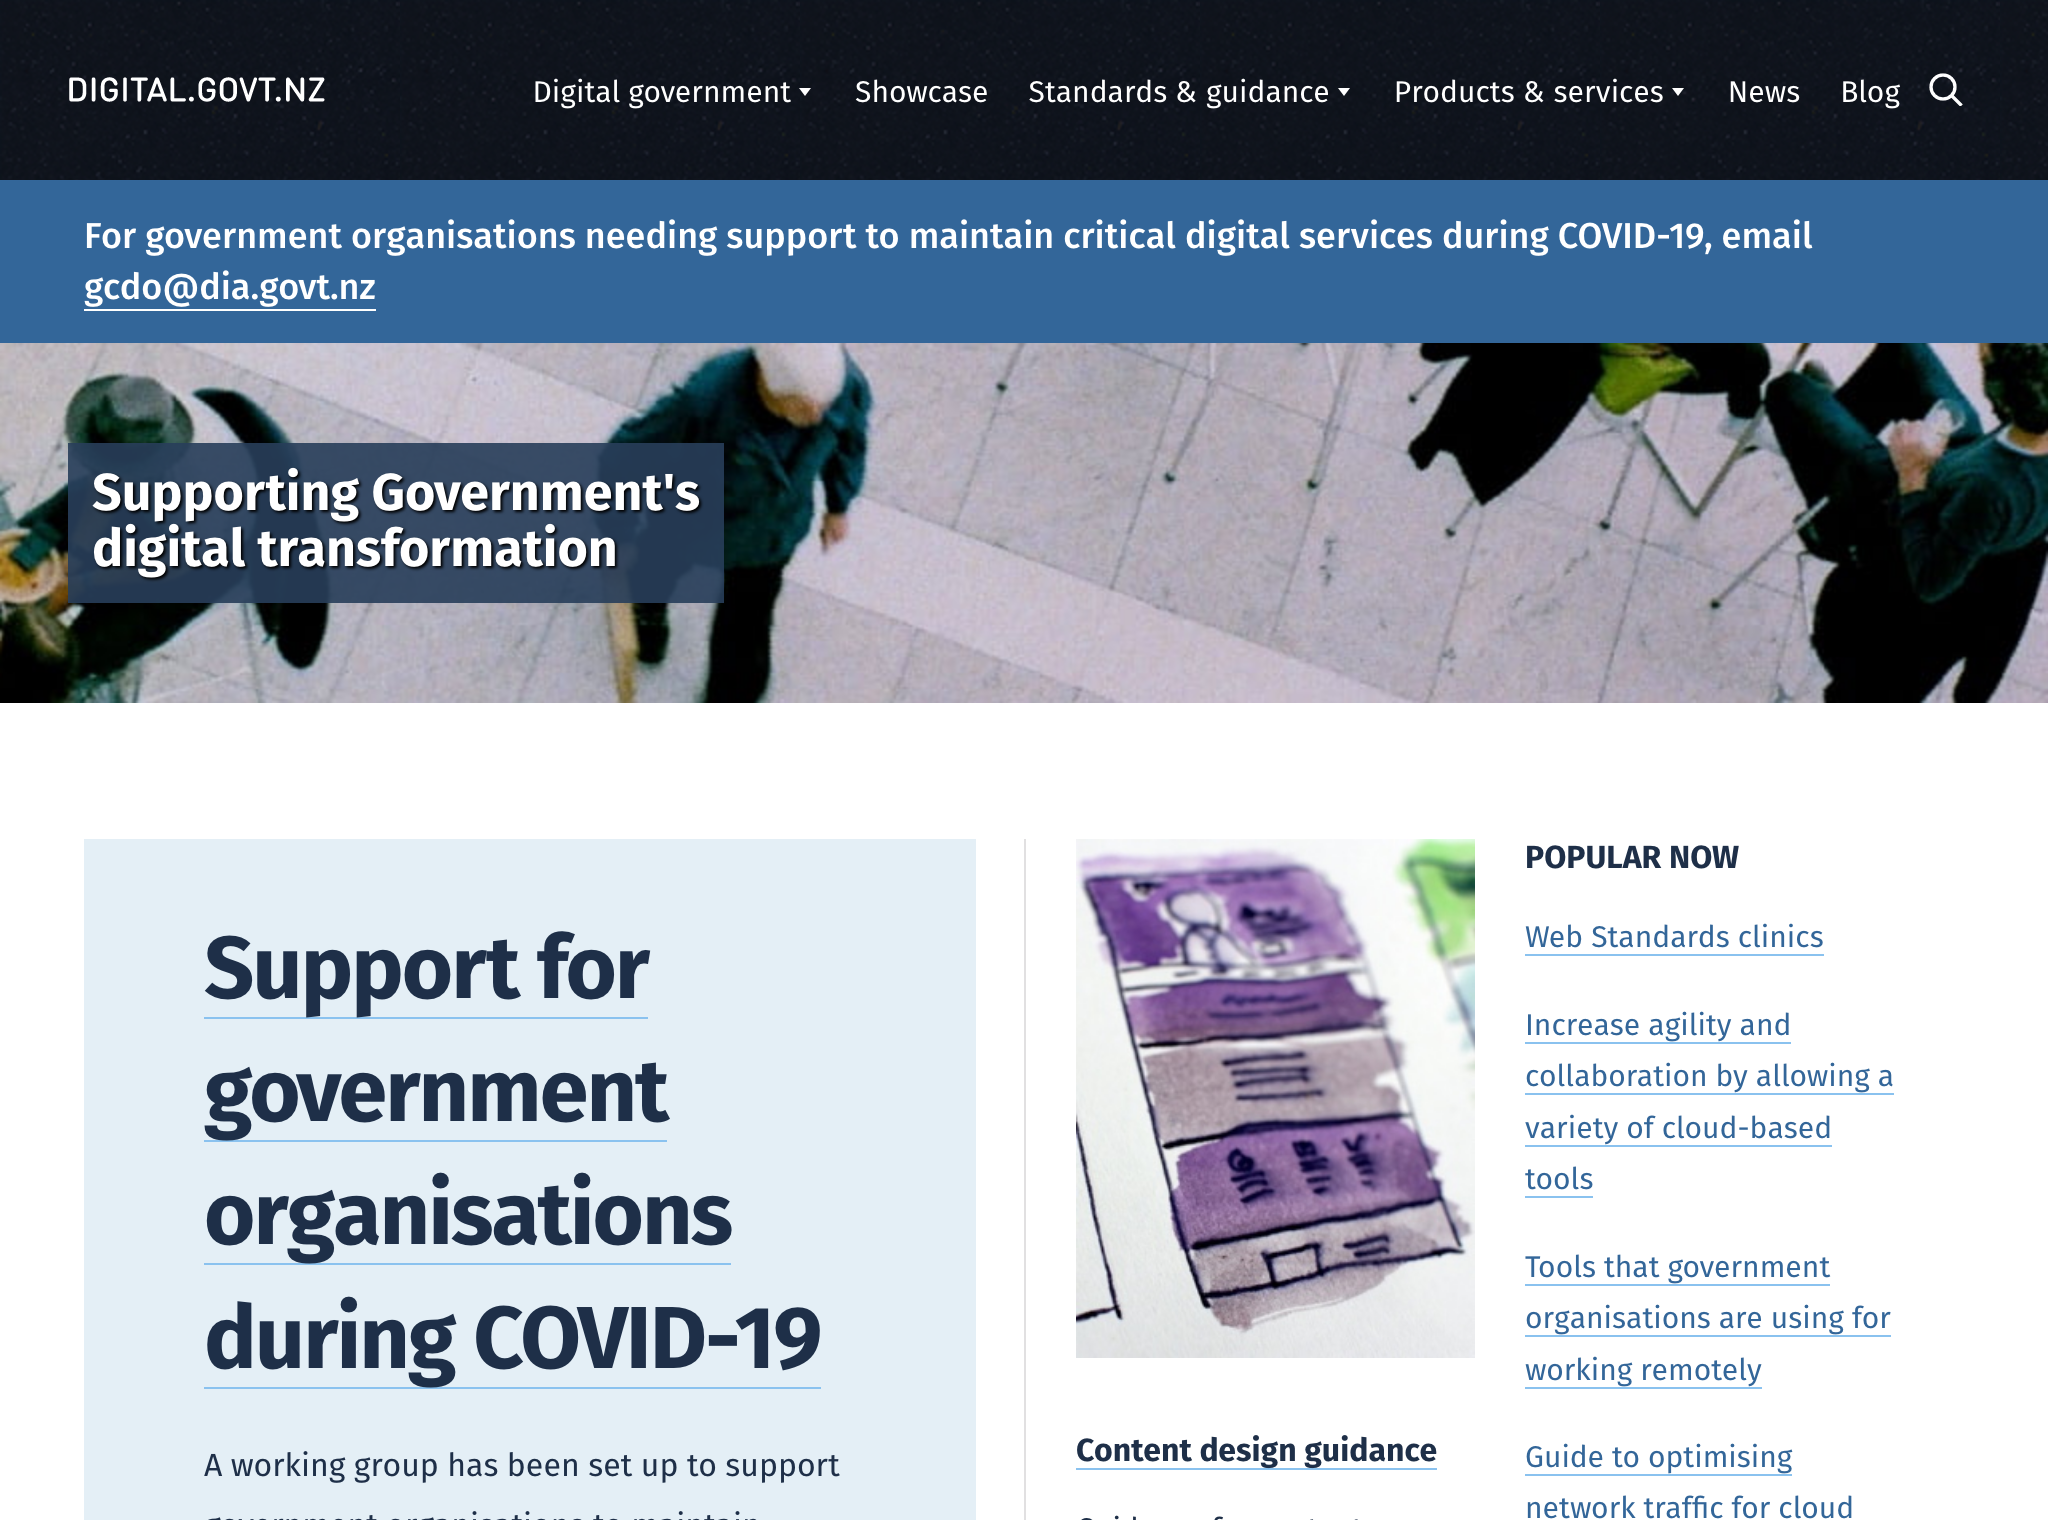 DIGITAL.GOVT.NZ
Digital government
Showcase
Standards & guidance
Products & services
News
Blog
For government organisations needing support to maintain critical digital services during COVID-19, email
gcdo@dia.govt.nz
Supporting Government's
digital transformation
Support for
government
organisations
during COVID-19
A working group has been set up to support
government organisations to maintain
Content design guidance
POPULAR NOW
Web Standards clinics
Increase agility and
collaboration by allowing a
variety of cloud-based
tools
Tools that government
organisations are using for
working remotely
Guide to optimising
network traffic for cloud